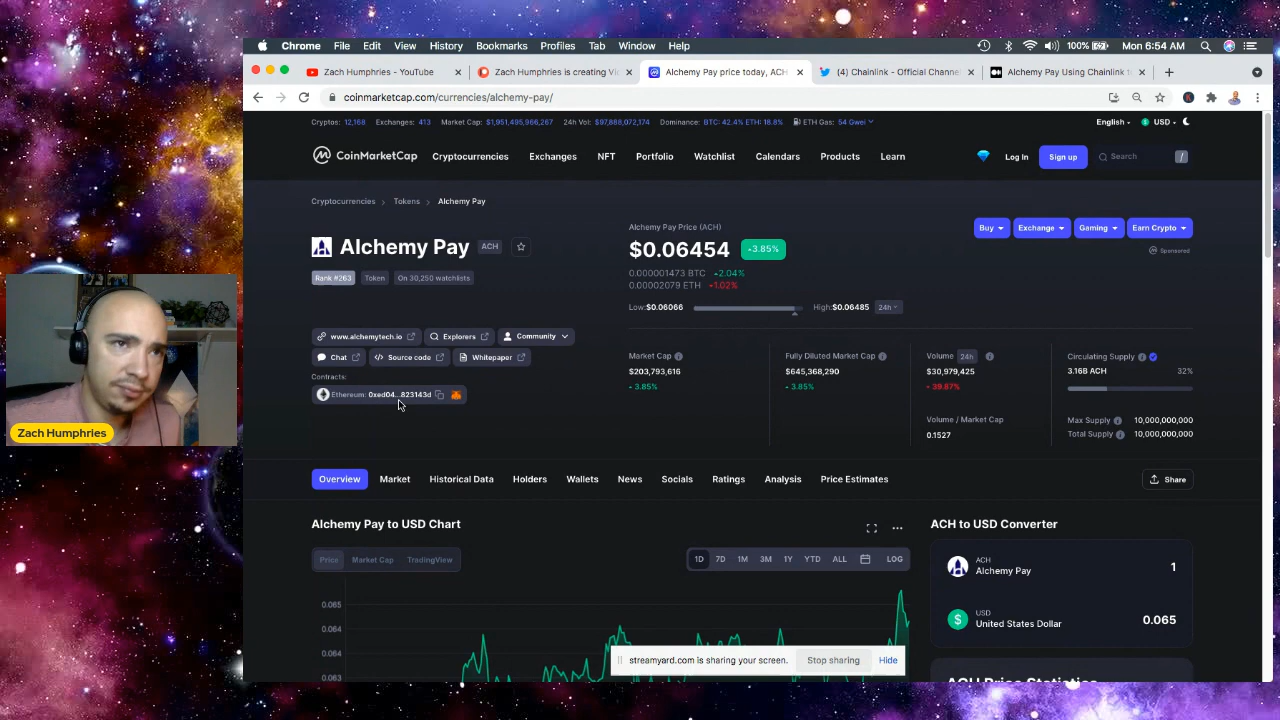 Chrome File Edit View History Bookmarks Profiles Tab Window Help 100% Mon 6:54 AM
Zach Humphries - YouTube × Zach Humphries is creating Vi × Alchemy Pay price today, ACH × (4) Chainlink - Official Channe × Alchemy Pay Using Chainlink t × +
coinmarketcap.com/currencies/alchemy-pay/
Cryptos: 12,168 Exchanges: 413 Market Cap: $1,951,495,966,267 24h Vol: $97,888,072,174 Dominance: BTC: 42.4% ETH: 18.8% ETH Gas: 54 Gwei English USD
CoinMarketCap Cryptocurrencies Exchanges NFT Portfolio Watchlist Calendars Products Learn Log In Sign up Search /
Cryptocurrencies > Tokens > Alchemy Pay
Alchemy Pay ACH
Rank #263 Token On 30,250 watchlists
www.alchemytech.io Explorers Community
Chat Source code Whitepaper
Contracts:
Ethereum: 0xed04...823143d
Alchemy Pay Price (ACH)
$0.06454 3.85%
0.000001473 BTC 2.04%
0.00002079 ETH 1.02%
Low: $0.06066 High: $0.06485 24h
Buy Exchange Gaming Earn Crypto
Sponsored
Market Cap
$203,793,616
3.85%
Fully Diluted Market Cap
$645,368,290
3.85%
Volume 24h
$30,979,425
39.87%
Volume / Market Cap
0.1527
Circulating Supply
3.16B ACH 32%
Max Supply 10,000,000,000
Total Supply 10,000,000,000
Overview Market Historical Data Holders Wallets News Socials Ratings Analysis Price Estimates Share
Alchemy Pay to USD Chart
Price Market Cap TradingView 1D 7D 1M 3M 1Y YTD ALL LOG
0.065
0.064
0.064
0.063
ACH to USD Converter
ACH
Alchemy Pay 1
USD
United States Dollar 0.065
ACH Price Statistics
streamyard.com is sharing your screen. Stop sharing Hide
Zach Humphries